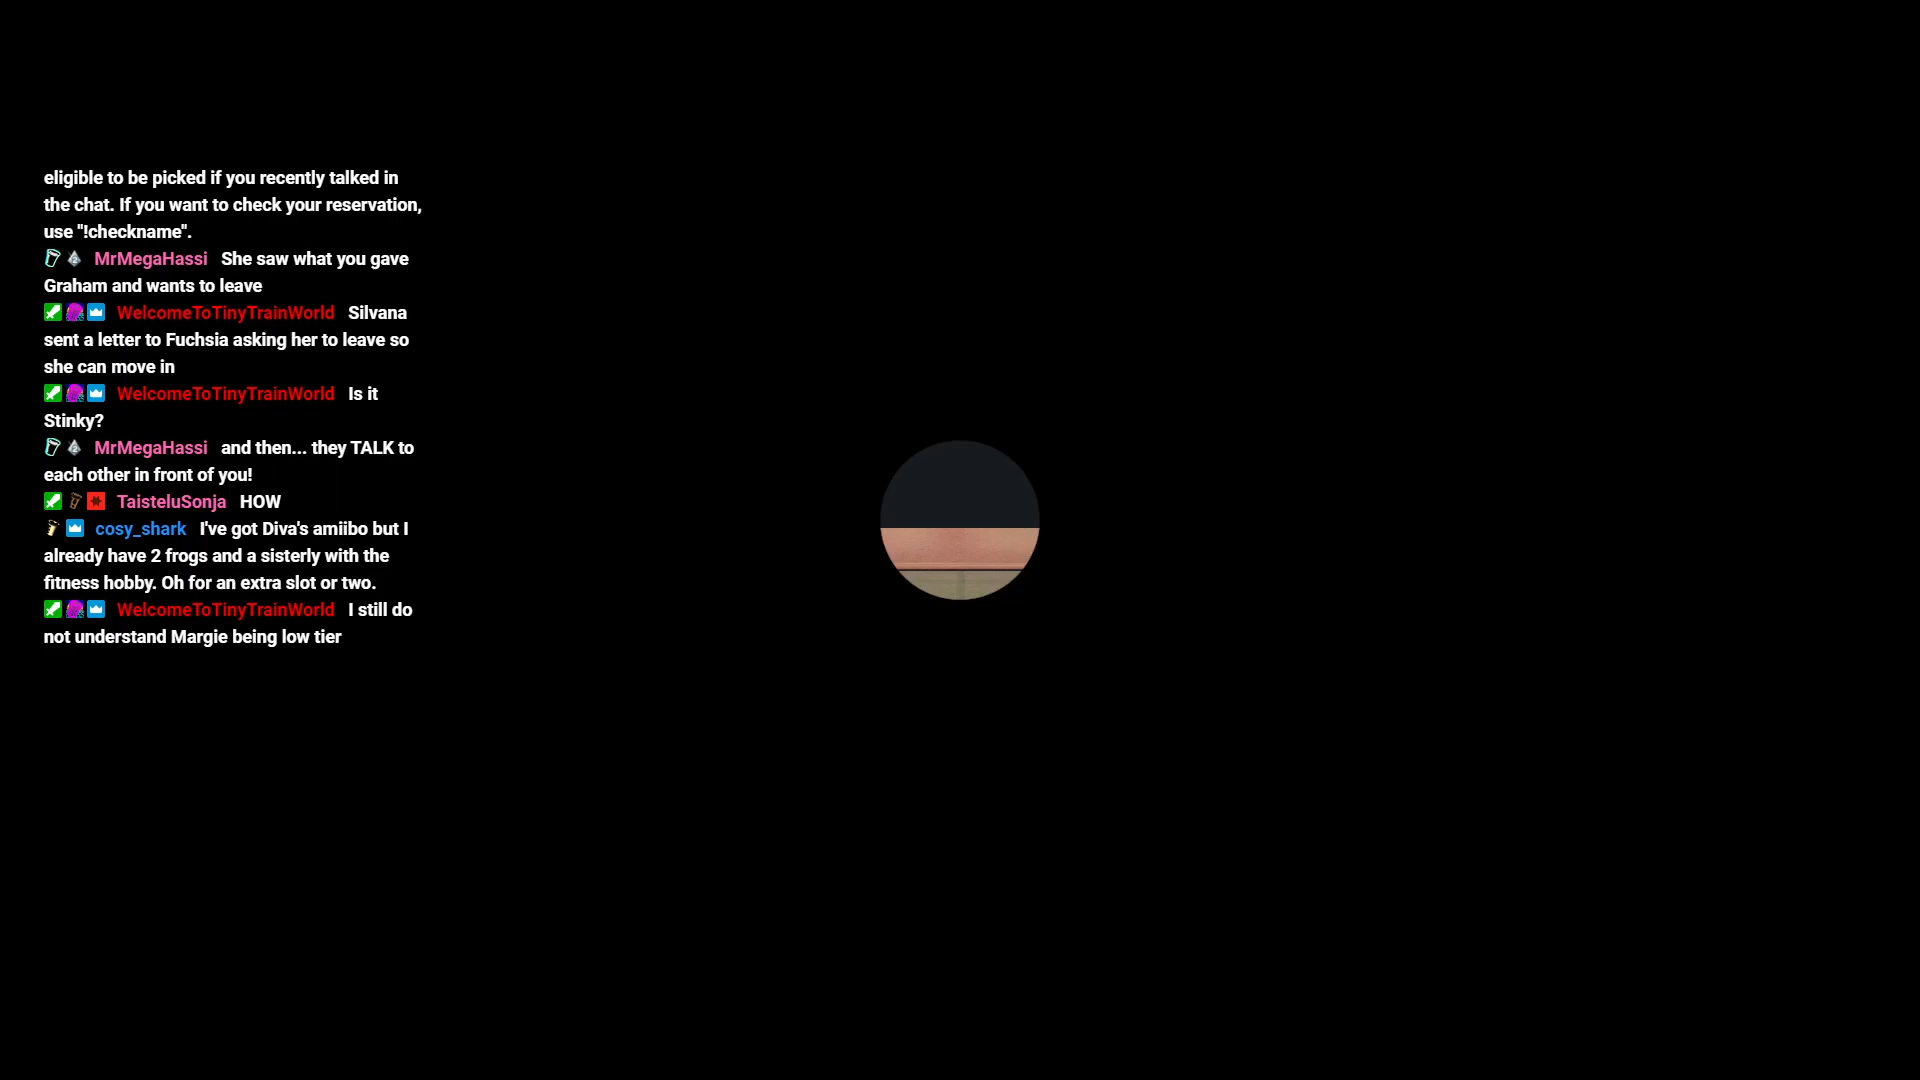 eligible to be picked if you recently talked in
the chat. If you want to check your reservation,
use "!checkname".
MrMegaHassi She saw what you gave
Graham and wants to leave
WelcomeToTinyTrainWorld Silvana
sent a letter to Fuchsia asking her to leave so
she can move in
WelcomeToTinyTrainWorld Is it
Stinky?
MrMegaHassi and then... they TALK to
each other in front of you!
TaisteluSonja HOW
cosy_shark I've got Diva's amiibo but I
already have 2 frogs and a sisterly with the
fitness hobby. Oh for an extra slot or two.
WelcomeToTinyTrainWorld I still do
not understand Margie being low tier